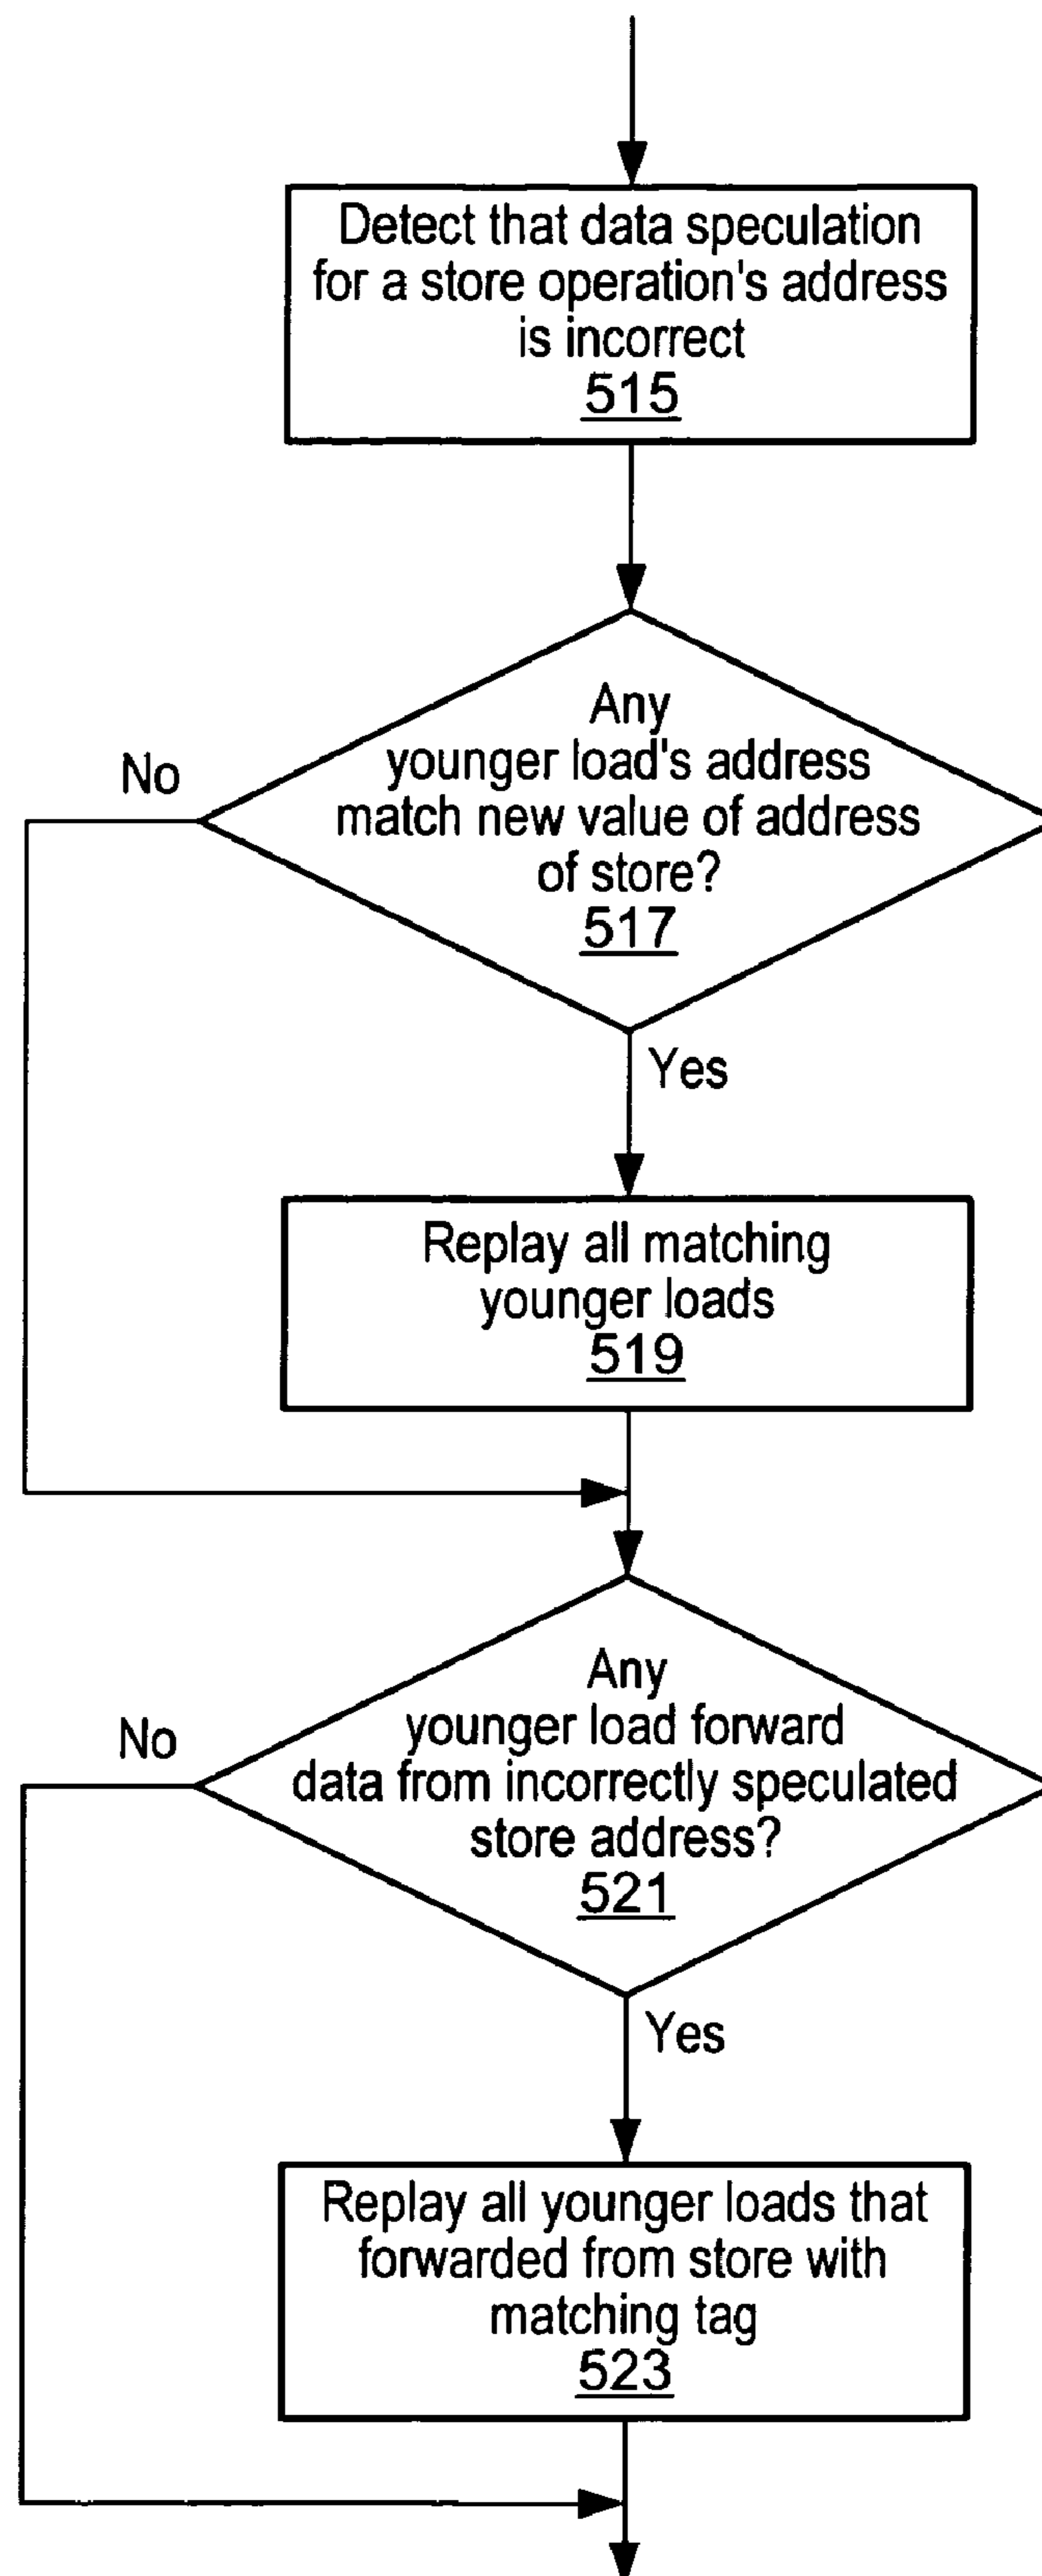 Detect that data speculation
for a store operation's address
is incorrect
515
Any
younger load's address
match new value of address
of store?
517
No
Yes
Replay all matching
younger loads
519
Any
younger load forward
data from incorrectly speculated
store address?
521
No
Yes
Replay all younger loads that
forwarded from store with
matching tag
523